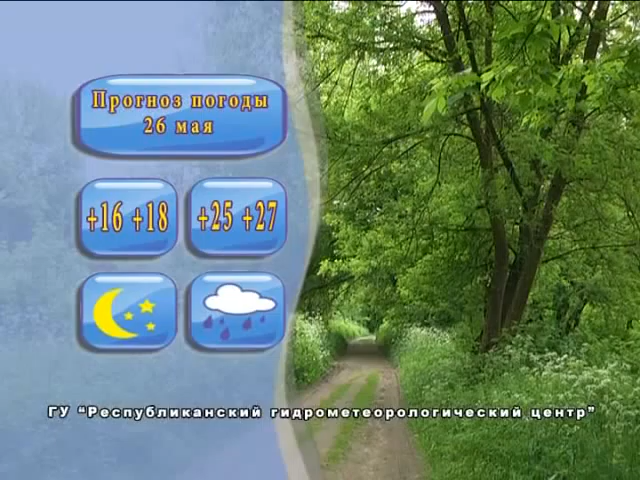 Прогноз погоды
26 мая
+16 +18
+25 +27
ГУ “Республиканский гидрометеорологический центр”